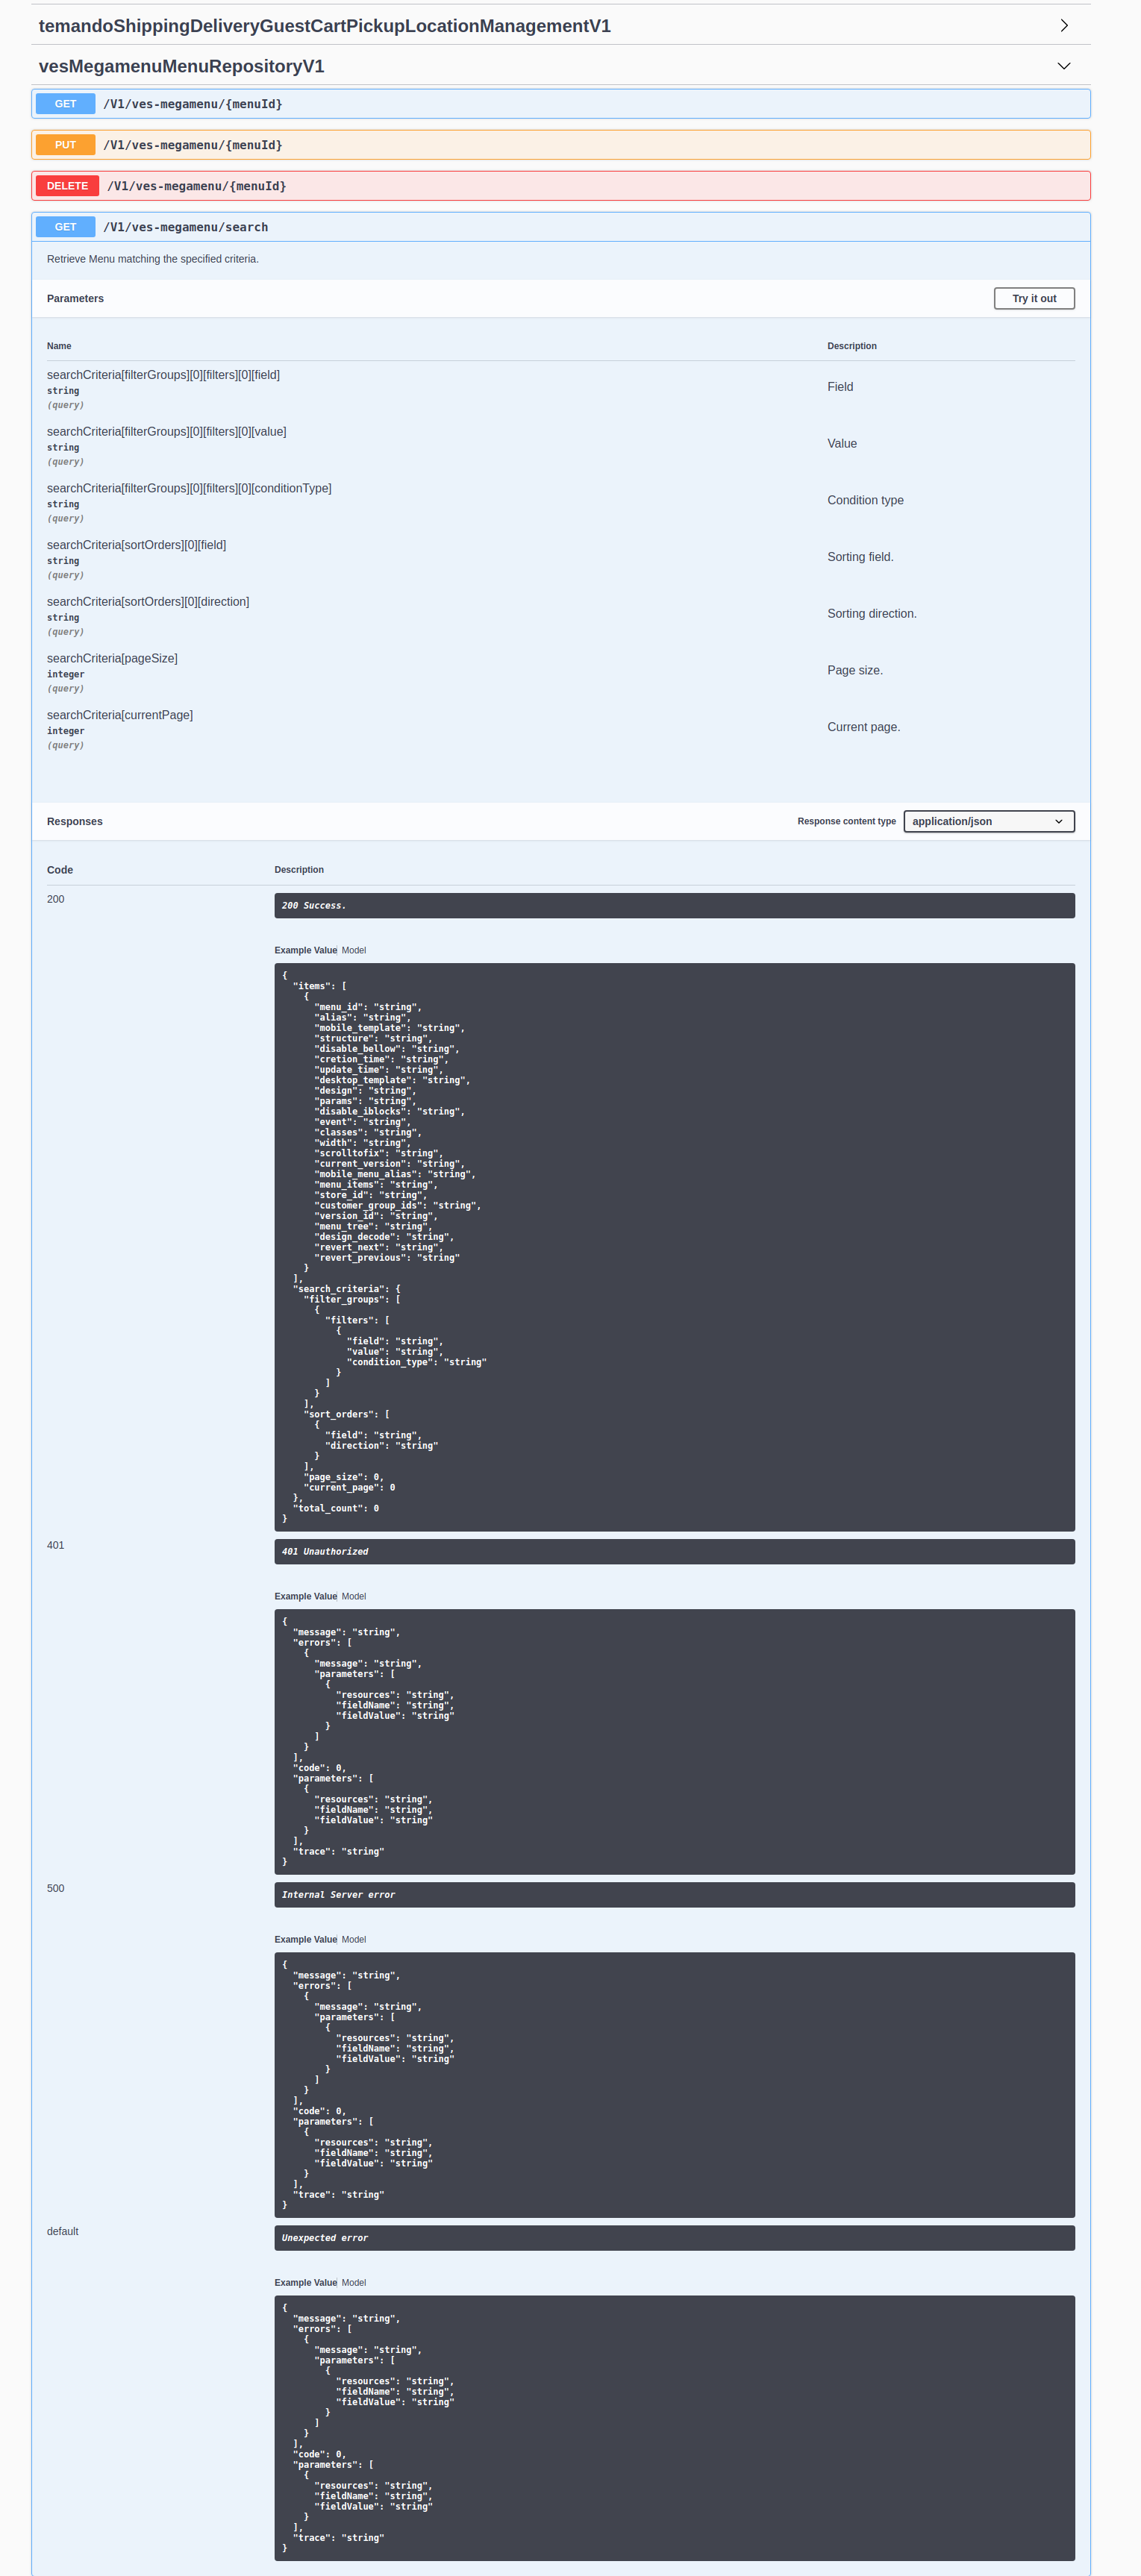 temandoShippingDeliveryGuestCartPickupLocationManagementV1
vesMegamenuMenuRepositoryV1
GET /V1/ves-megamenu/{menuId}
PUT /V1/ves-megamenu/{menuId}
DELETE /V1/ves-megamenu/{menuId}
GET /V1/ves-megamenu/search
Retrieve Menu matching the specified criteria.
Parameters Try it out
Name Description
searchCriteria[filterGroups][0][filters][0][field]
string
(query)
Field
searchCriteria[filterGroups][0][filters][0][value]
string
(query)
Value
searchCriteria[filterGroups][0][filters][0][conditionType]
string
(query)
Condition type
searchCriteria[sortOrders][0][field]
string
(query)
Sorting field.
searchCriteria[sortOrders][0][direction]
string
(query)
Sorting direction.
searchCriteria[pageSize]
integer
(query)
Page size.
searchCriteria[currentPage]
integer
(query)
Current page.
Responses Response content type application/json
Code Description
200 200 Success.
Example Value Model
{
"items": [
{
"menu_id": "string",
"alias": "string",
"mobile_template": "string",
"structure": "string",
"disable_bellow": "string",
"cretion_time": "string",
"update_time": "string",
"desktop_template": "string",
"design": "string",
"params": "string",
"disable_iblocks": "string",
"event": "string",
"classes": "string",
"width": "string",
"scrolltofix": "string",
"current_version": "string",
"mobile_menu_alias": "string",
"menu_items": "string",
"store_id": "string",
"customer_group_ids": "string",
"version_id": "string",
"menu_tree": "string",
"design_decode": "string",
"revert_next": "string",
"revert_previous": "string"
}
],
"search_criteria": {
"filter_groups": [
{
"filters": [
{
"field": "string",
"value": "string",
"condition_type": "string"
}
]
}
],
"sort_orders": [
{
"field": "string",
"direction": "string"
}
],
"page_size": 0,
"current_page": 0
},
"total_count": 0
}
401 401 Unauthorized
Example Value Model
{
"message": "string",
"errors": [
{
"message": "string",
"parameters": [
{
"resources": "string",
"fieldName": "string",
"fieldValue": "string"
}
]
}
],
"code": 0,
"parameters": [
{
"resources": "string",
"fieldName": "string",
"fieldValue": "string"
}
],
"trace": "string"
}
500 Internal Server error
Example Value Model
{
"message": "string",
"errors": [
{
"message": "string",
"parameters": [
{
"resources": "string",
"fieldName": "string",
"fieldValue": "string"
}
]
}
],
"code": 0,
"parameters": [
{
"resources": "string",
"fieldName": "string",
"fieldValue": "string"
}
],
"trace": "string"
}
default Unexpected error
Example Value Model
{
"message": "string",
"errors": [
{
"message": "string",
"parameters": [
{
"resources": "string",
"fieldName": "string",
"fieldValue": "string"
}
]
}
],
"code": 0,
"parameters": [
{
"resources": "string",
"fieldName": "string",
"fieldValue": "string"
}
],
"trace": "string"
}